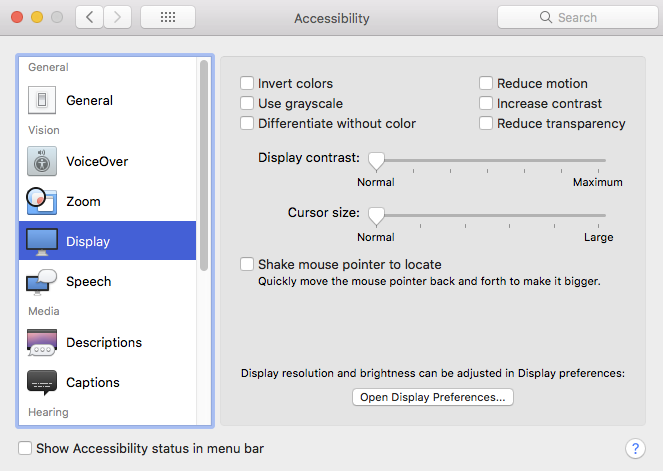 Accessibility
Search
General
General
Vision
VoiceOver
Zoom
Display
Speech
Media
Descriptions
Captions
Hearing
Invert colors
Reduce motion
Use grayscale
Increase contrast
Differentiate without color
Reduce transparency
Display contrast:
Normal
Maximum
Cursor size:
Normal
Large
Shake mouse pointer to locate
Quickly move the mouse pointer back and forth to make it bigger.
Display resolution and brightness can be adjusted in Display preferences:
Open Display Preferences...
Show Accessibility status in menu bar
?